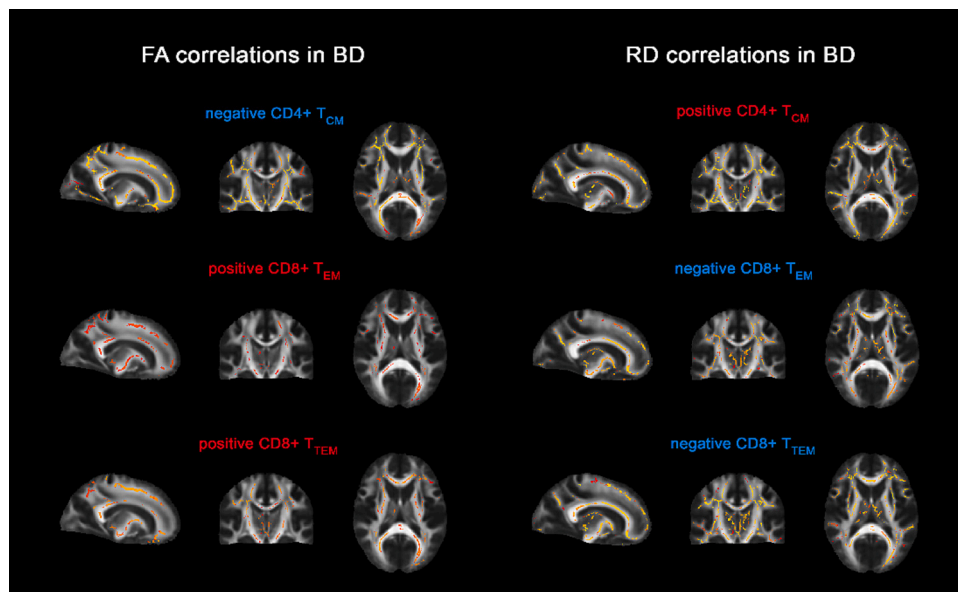 FA correlations in BD
negative CD4+ TCM
positive CD8+ TEM
positive CD8+ TTEM
RD correlations in BD
positive CD4+ TCM
negative CD8+ TEM
negative CD8+ TTEM